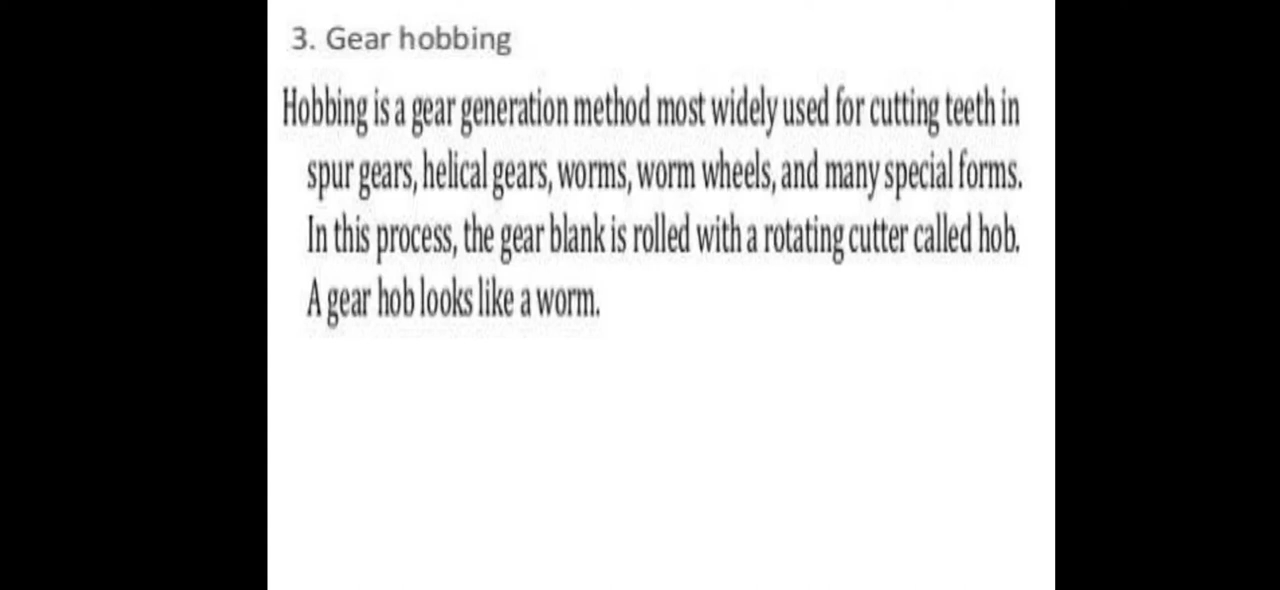 3. Gear hobbing
Hobbing is a gear generation method most widely used for cutting teeth in
spur gears, helical gears, worms, worm wheels, and many special forms.
In this process, the gear blank is rolled with a rotating cutter called hob.
A gear hob looks like a worm.